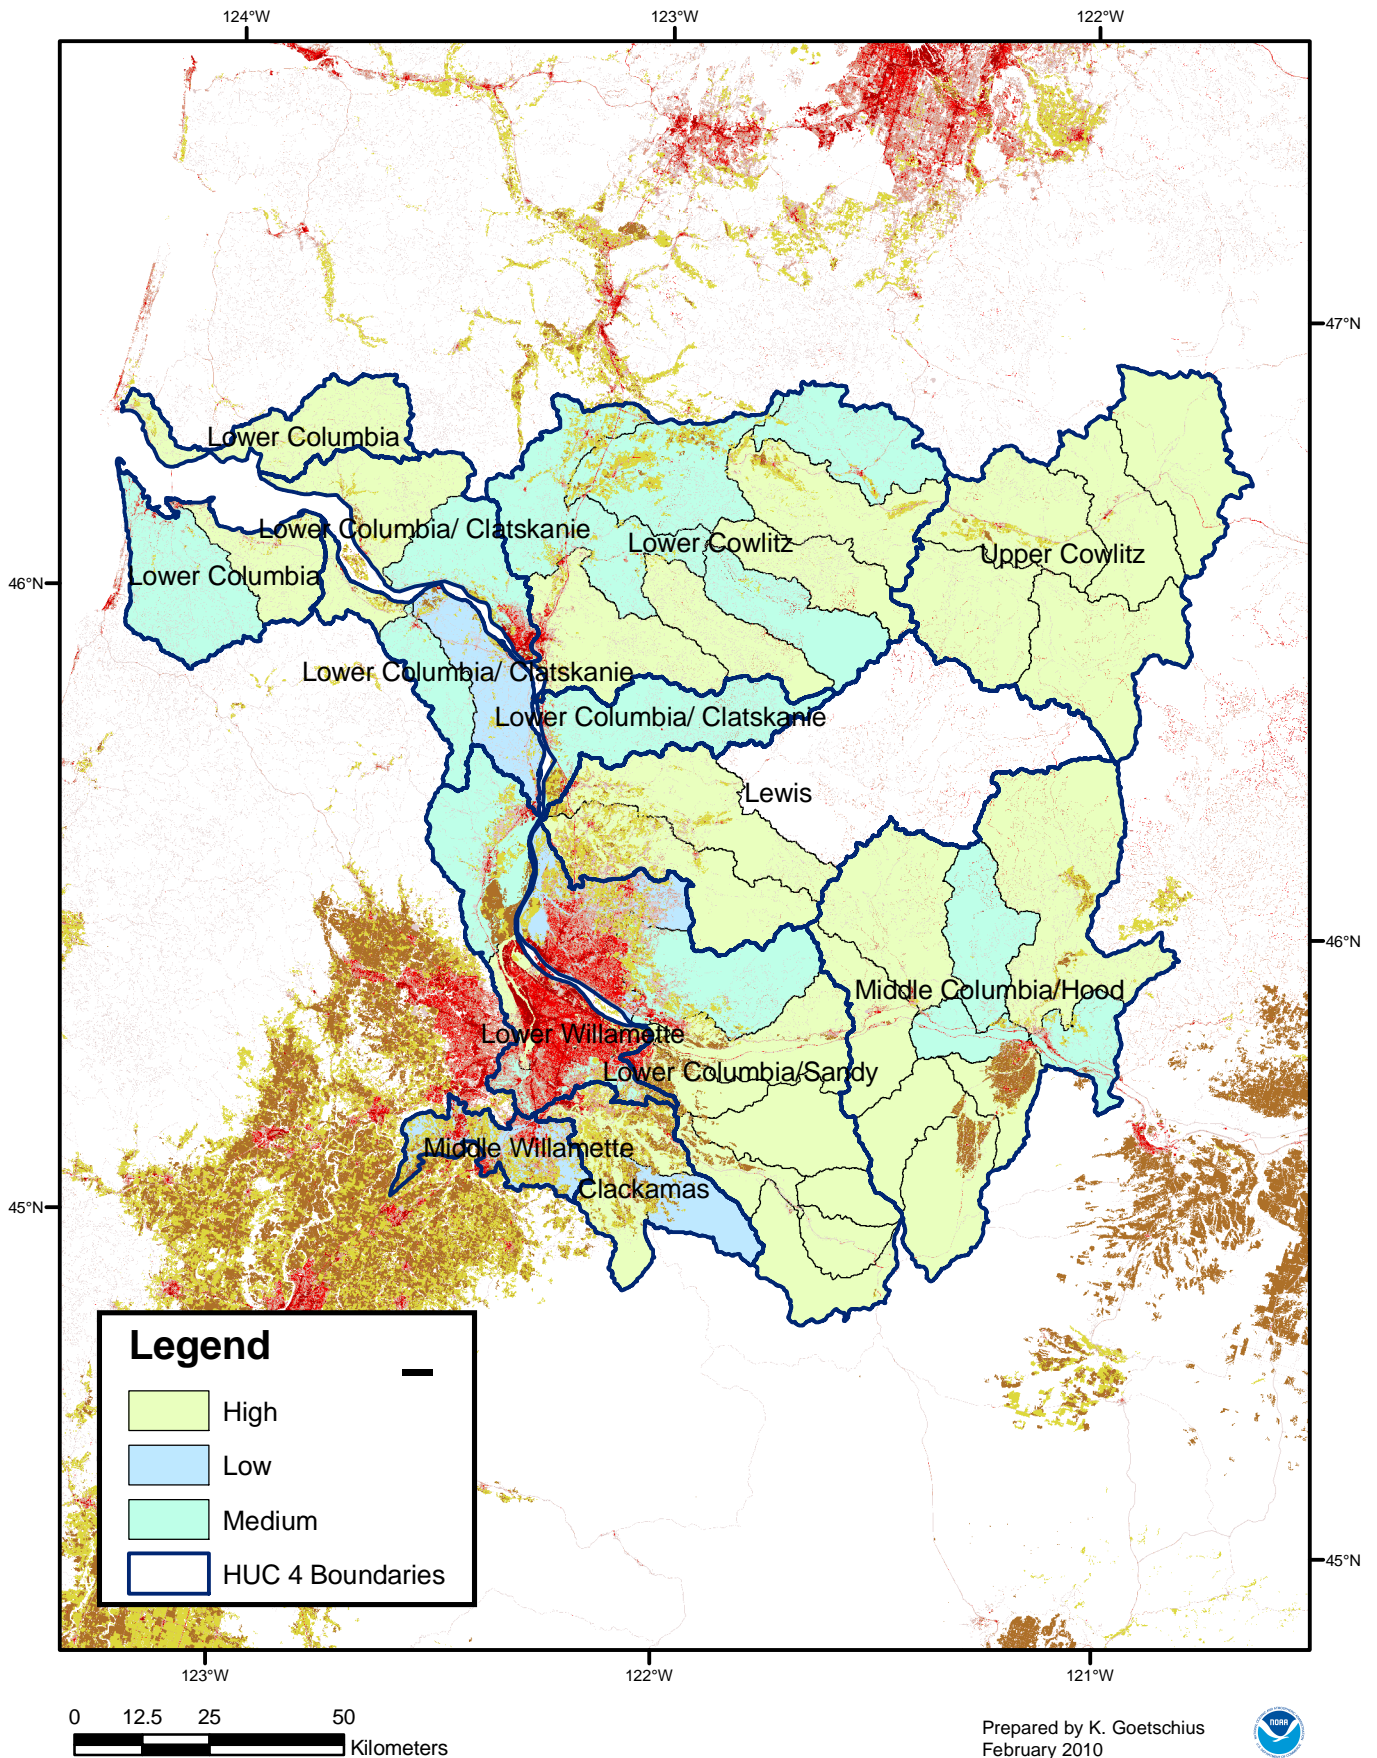 124°W
123°W
122°W
47°N
Lower Columbia
Lower Columbia/ Clatskanie
Lower Cowlitz
Upper Cowlitz
Lower Columbia
46°N
Lower Columbia/ Clatskanie
Lower Columbia/ Clatskanie
Lewis
46°N
Middle Columbia/Hood
Lower Willamette
Lower Columbia/Sandy
Middle Willamette
Clackamas
45°N
Legend
High
Low
Medium
HUC 4 Boundaries
45°N
123°W
122°W
121°W
0 12.5 25 50
Kilometers
Prepared by K. Goetschius
February 2010
NOAA